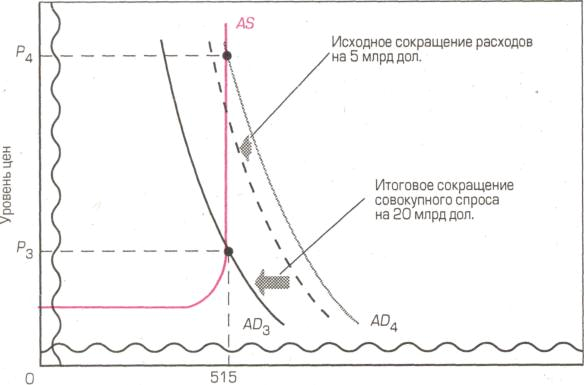 AS
P4
Исходное сокращение расходов
на 5 млрд дол.
Уровень цен
Итоговое сокращение
совокупного спроса
на 20 млрд дол.
P3
AD3
AD4
0
515